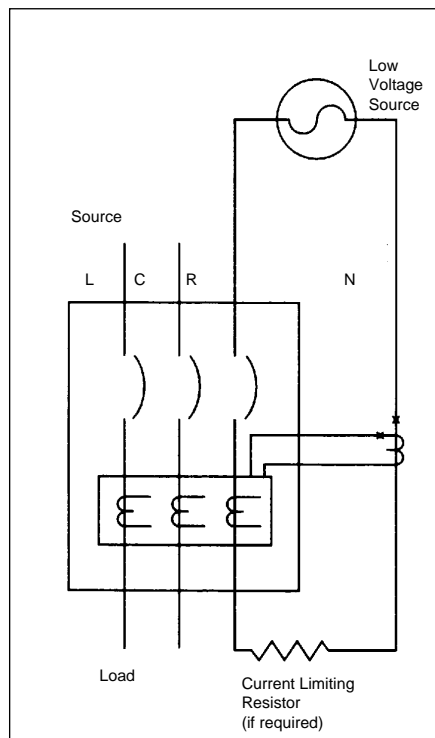 Low
Voltage
Source
Source
L C R N
Load
Current Limiting
Resistor
(if required)